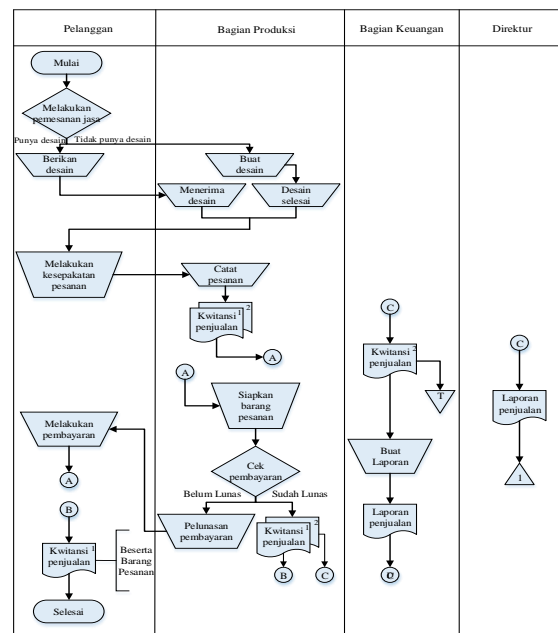 Pelanggan
Bagian Produksi
Bagian Keuangan
Direktur
Mulai
Melakukan
pemesanan jasa
Punya desain
Tidak punya desain
Berikan
desain
Buat
desain
Menerima
desain
Desain
selesai
Melakukan
kesepakatan
pesanan
Catat
pesanan
Kwitansi 1
penjualan
2
A
A
Siapkan
barang
pesanan
Melakukan
pembayaran
A
Cek
pembayaran
Belum Lunas
Sudah Lunas
Pelunasan
pembayaran
Kwitansi 1
penjualan
2
B
C
B
Kwitansi 1
penjualan
Beserta
Barang
Pesanan
Selesai
C
Kwitansi 2
penjualan
T
Buat
Laporan
Laporan
penjualan
C
Laporan
penjualan
1